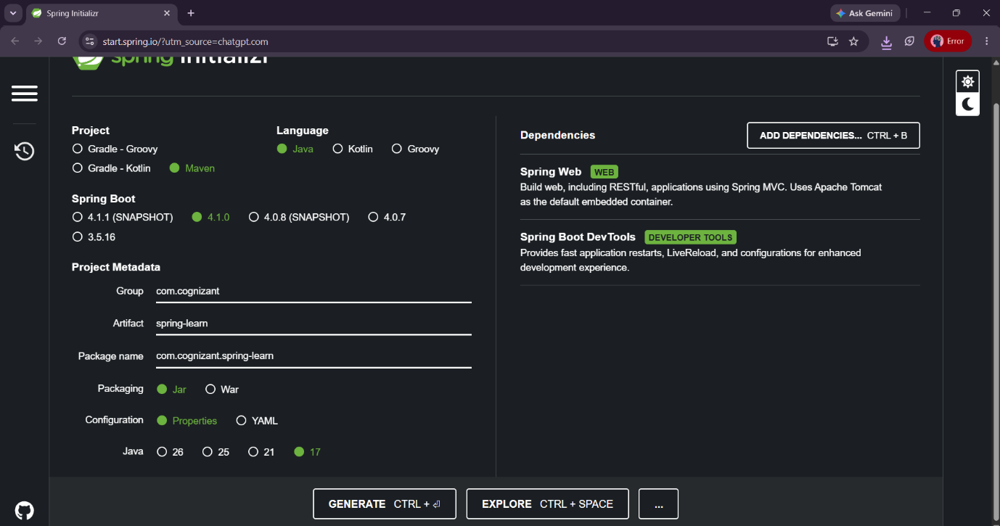 Spring Initializr
Ask Gemini
start.spring.io/?utm_source=chatgpt.com
Error
spring initializr
Project
Gradle - Groovy
Gradle - Kotlin Maven
Language
Java Kotlin Groovy
Spring Boot
4.1.1 (SNAPSHOT) 4.1.0 4.0.8 (SNAPSHOT) 4.0.7
3.5.16
Project Metadata
Group com.cognizant
Artifact spring-learn
Package name com.cognizant.spring-learn
Packaging Jar War
Configuration Properties YAML
Java 26 25 21 17
Dependencies
ADD DEPENDENCIES... CTRL + B
Spring Web WEB
Build web, including RESTful, applications using Spring MVC. Uses Apache Tomcat
as the default embedded container.
Spring Boot DevTools DEVELOPER TOOLS
Provides fast application restarts, LiveReload, and configurations for enhanced
development experience.
GENERATE CTRL + ⏎
EXPLORE CTRL + SPACE
...